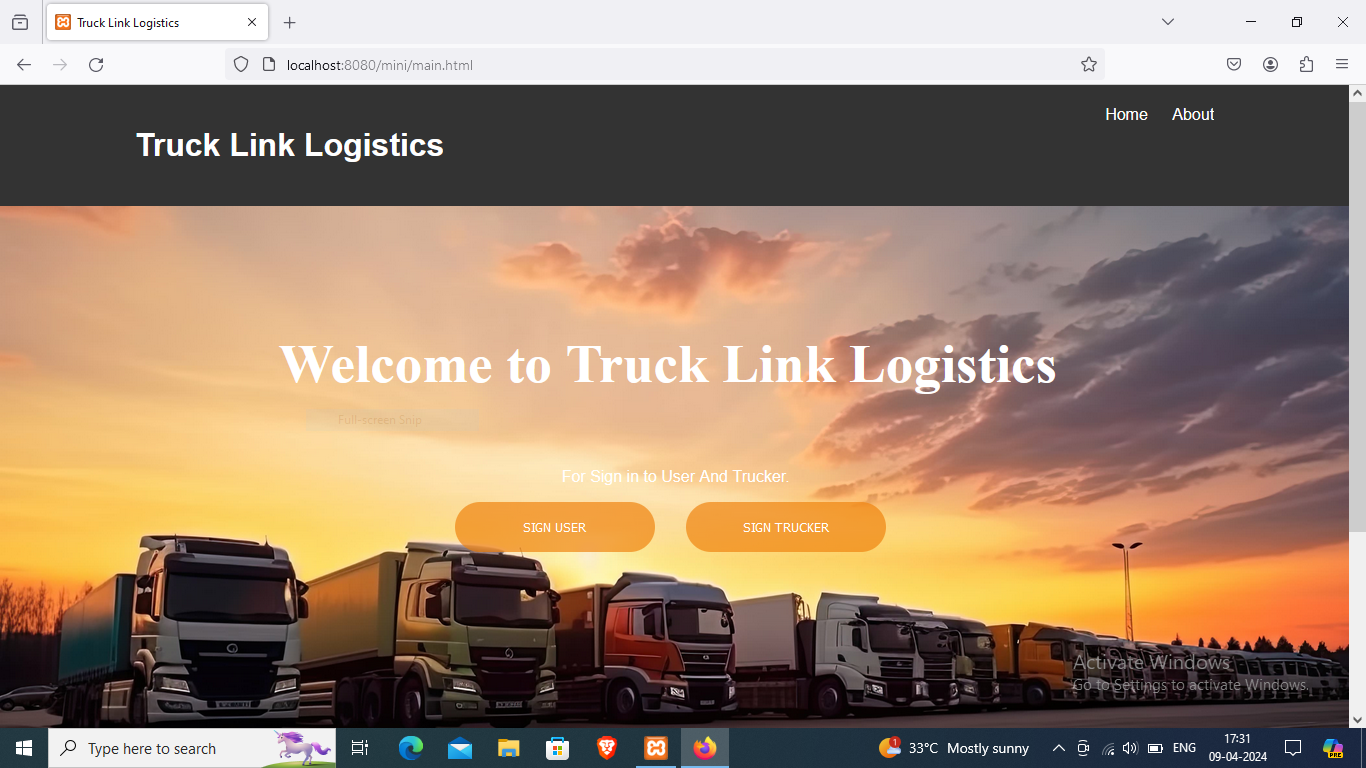 Truck Link Logistics
localhost:8080/mini/main.html
Home About
Truck Link Logistics
Welcome to Truck Link Logistics
Full-screen Snip
For Sign in to User And Trucker.
SIGN USER SIGN TRUCKER
Activate Windows
Go to Settings to activate Windows.
Type here to search
1
33°C Mostly sunny
ENG
17:31
09-04-2024
PRE